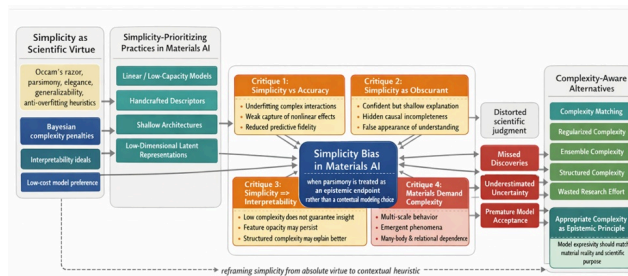 Simplicity as
Scientific Virtue
Occam's razor,
parsimony, elegance,
generalizability,
anti-overfitting heuristics
Bayesian
complexity penalties
Interpretability ideals
Low-cost model preference
Simplicity-Prioritizing
Practices in Materials AI
Linear / Low-Capacity Models
Handcrafted Descriptors
Shallow Architectures
Low-Dimensional Latent
Representations
Critique 1:
Simplicity vs Accuracy
• Underfitting complex interactions
• Weak capture of nonlinear effects
• Reduced predictive fidelity
Critique 2:
Simplicity as Obscurant
• Confident but shallow explanation
• Hidden causal incompleteness
• False appearance of understanding
Simplicity Bias
in Materials AI
when parsimony is treated as
an epistemic endpoint
rather than a contextual modeling choice
Critique 3:
Simplicity =>
Interpretability
• Low complexity does not guarantee insight
• Feature opacity may persist
• Structured complexity may explain better
Critique 4:
Materials Demand
Complexity
• Multi-scale behavior
• Emergent phenomena
• Many-body & relational dependence
Distorted
scientific
judgment
Missed
Discoveries
Underestimated
Uncertainty
Premature Model
Acceptance
Complexity-Aware
Alternatives
Complexity Matching
Regularized Complexity
Ensemble Complexity
Structured Complexity
Wasted Research Effort
Appropriate Complexity
as Epistemic Principle
Model expressivity should match
material reality and scientific
purpose
reframing simplicity from absolute virtue to contextual heuristic